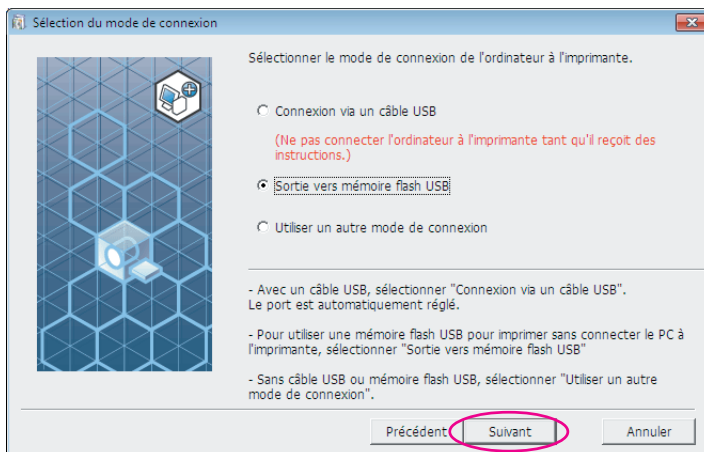 Sélection du mode de connexion
Sélectionner le mode de connexion de l'ordinateur à l'imprimante.
Connexion via un câble USB
(Ne pas connecter l'ordinateur à l'imprimante tant qu'il reçoit des
instructions.)
Sortie vers mémoire flash USB
Utiliser un autre mode de connexion
- Avec un câble USB, sélectionner "Connexion via un câble USB".
Le port est automatiquement réglé.
- Pour utiliser une mémoire flash USB pour imprimer sans connecter le PC à
l'imprimante, sélectionner "Sortie vers mémoire flash USB"
- Sans câble USB ou mémoire flash USB, sélectionner "Utiliser un autre
mode de connexion".
Précédent Suivant Annuler